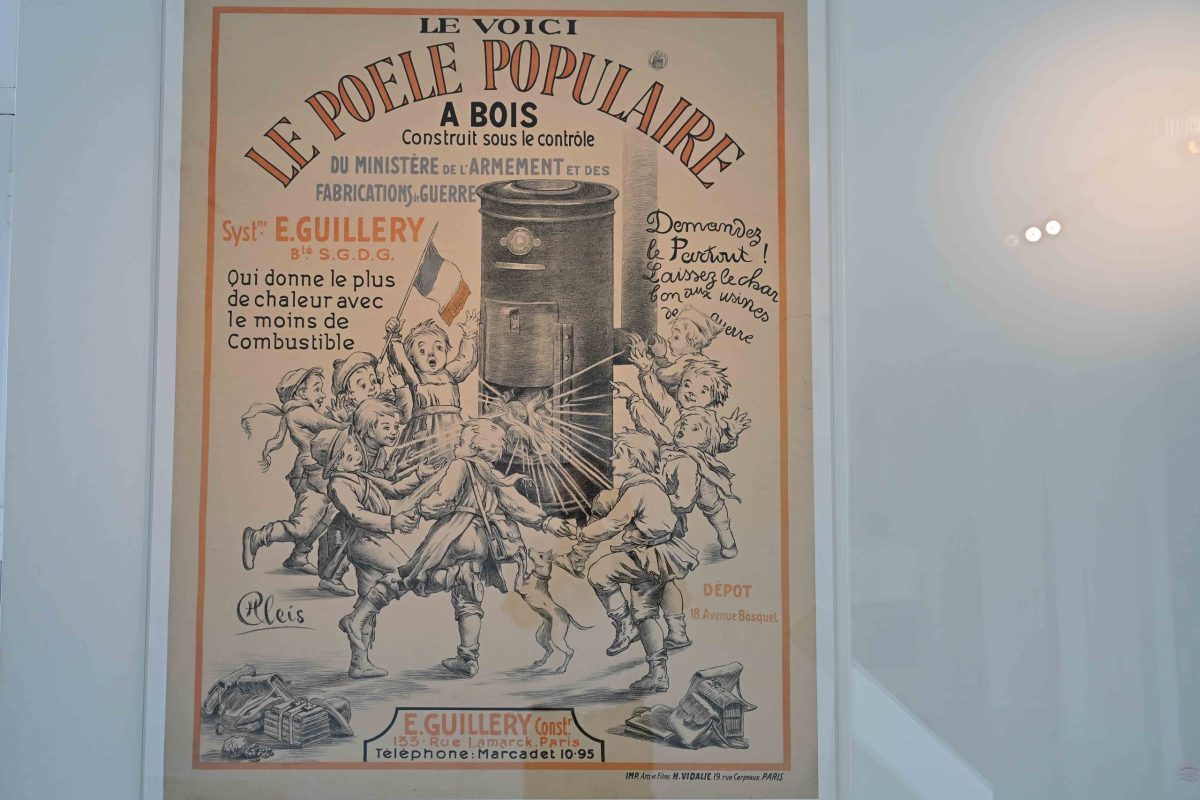 LE VOICI
LE POELE POPULAIRE
A BOIS
Construit sous le contrôle
DU MINISTÈRE DE L'ARMEMENT ET DES
FABRICATIONS de GUERRE
Systme. E. GUILLERY
Bté S.G.D.G.
Qui donne le plus
de chaleur avec
le moins de
Combustible
Demandez
le Partout !
Laissez le char
bon aux usines
de guerre
Pleis
DÉPOT
18, Avenue Bosquet
E. GUILLERY Constr.
133 Rue Lamarck. Paris
Téléphone: Marcadet 10-95
IMP. Arts et Films H. VIDALIE 19, rue Carpeaux. PARIS